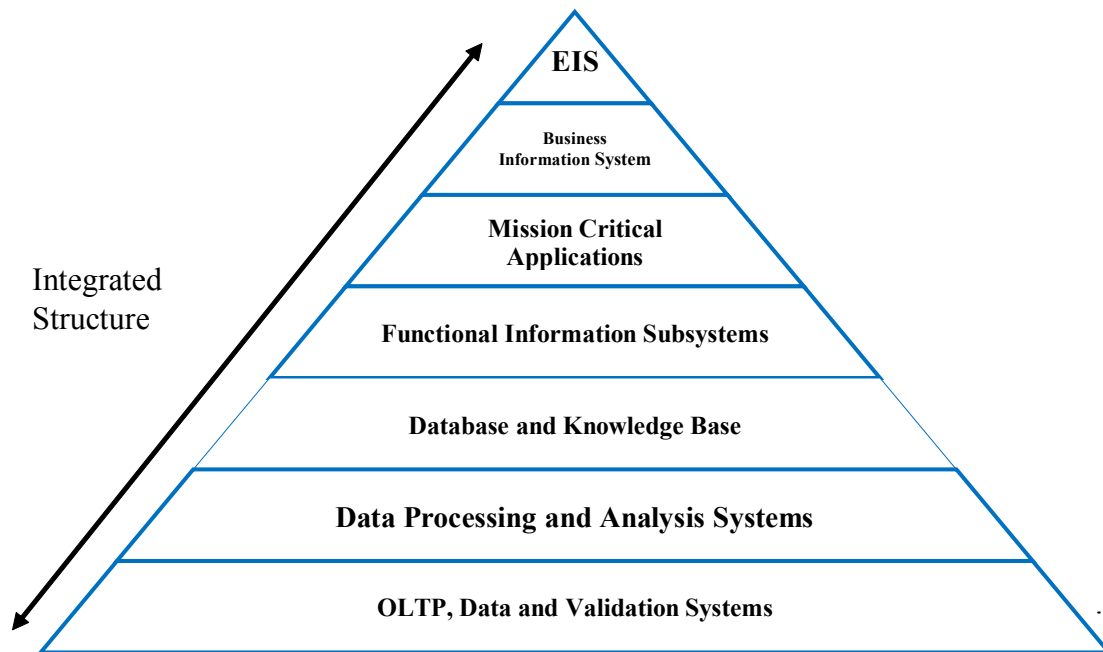 EIS
Business
Information System
Mission Critical
Applications
Integrated
Structure
Functional Information Subsystems
Database and Knowledge Base
Data Processing and Analysis Systems
OLTP, Data and Validation Systems